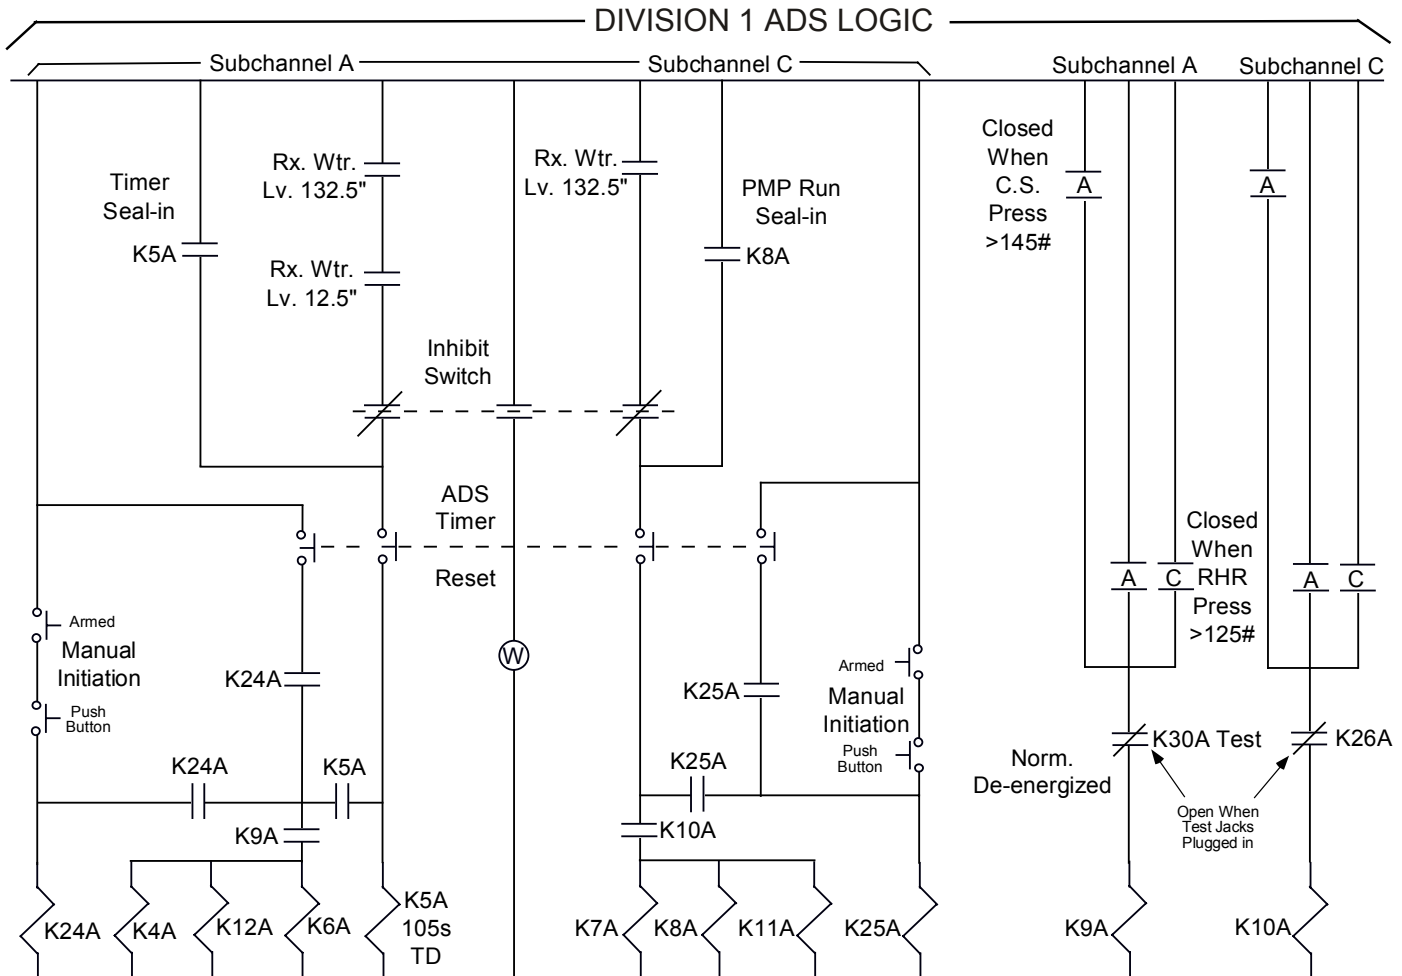 DIVISION 1 ADS LOGIC
Subchannel A
Subchannel C
Subchannel A
Subchannel C
Timer
Seal-in
K5A
Rx. Wtr.
Lv. 132.5"
Rx. Wtr.
Lv. 12.5"
Rx. Wtr.
Lv. 132.5"
PMP Run
Seal-in
K8A
Closed
When
C.S.
Press
>145#
A
A
Inhibit
Switch
ADS
Timer
Reset
Closed
When
RHR
Press
>125#
A
C
A
C
Armed
Manual
Initiation
Push
Button
K24A
W
K25A
Armed
Manual
Initiation
Push
Button
K24A
K5A
K9A
K25A
K10A
Norm.
De-energized
K30A Test
K26A
Open When
Test Jacks
Plugged in
K24A
K4A
K12A
K6A
K5A
105s
TD
K7A
K8A
K11A
K25A
K9A
K10A